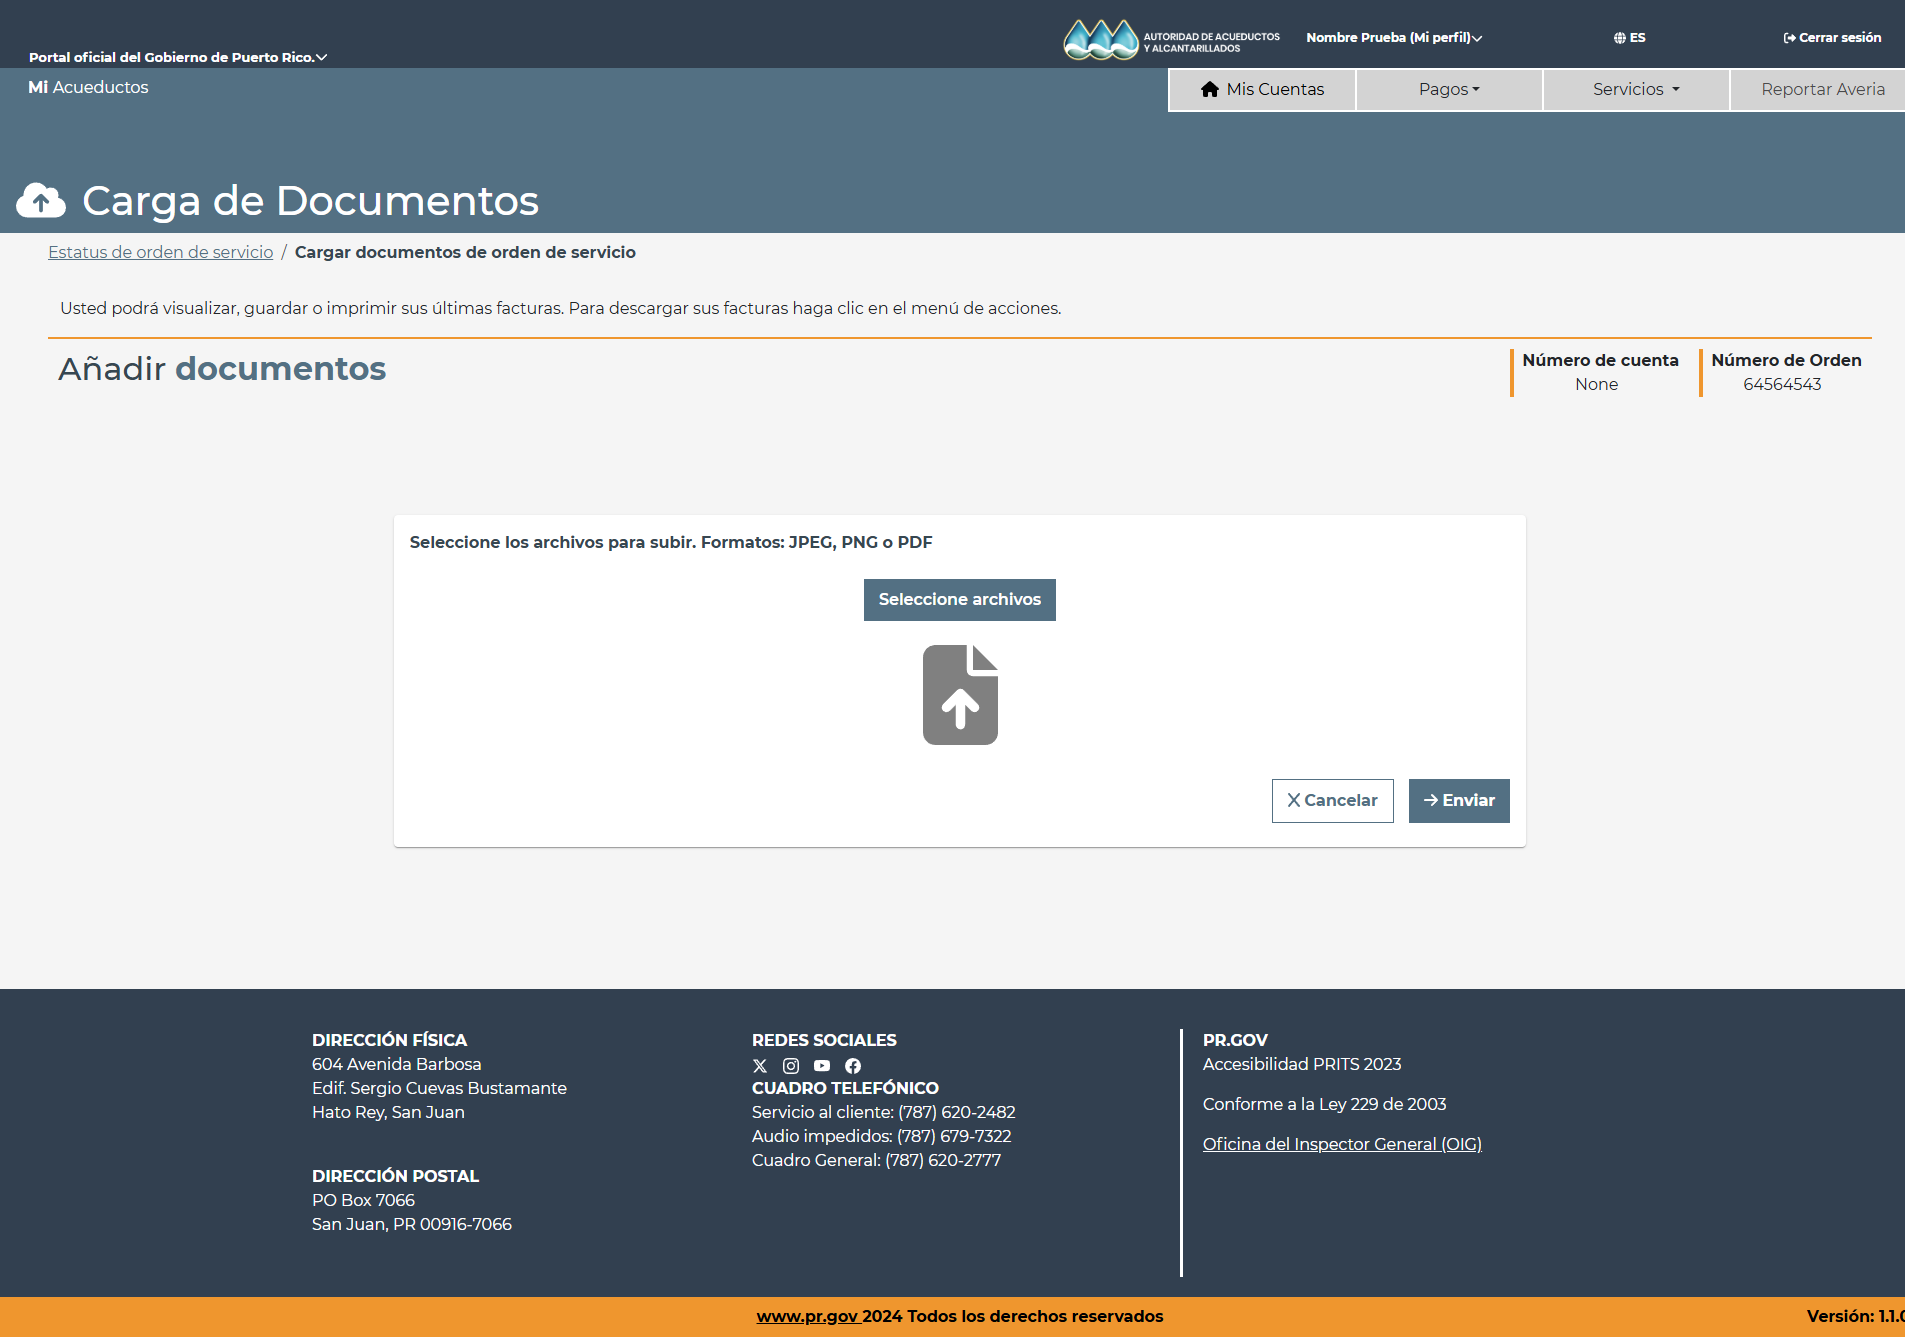 Portal oficial del Gobierno de Puerto Rico.
AUTORIDAD DE ACUEDUCTOS
Y ALCANTARILLADOS
Nombre Prueba (Mi perfil)
ES
Cerrar sesión
Mi Acueductos
Mis Cuentas
Pagos
Servicios
Reportar Averia
Carga de Documentos
Estatus de orden de servicio / Cargar documentos de orden de servicio
Usted podrá visualizar, guardar o imprimir sus últimas facturas. Para descargar sus facturas haga clic en el menú de acciones.
Añadir documentos
Número de cuenta
None
Número de Orden
64564543
Seleccione los archivos para subir. Formatos: JPEG, PNG o PDF
Seleccione archivos
Cancelar
Enviar
DIRECCIÓN FÍSICA
604 Avenida Barbosa
Edif. Sergio Cuevas Bustamante
Hato Rey, San Juan
DIRECCIÓN POSTAL
PO Box 7066
San Juan, PR 00916-7066
REDES SOCIALES
CUADRO TELEFÓNICO
Servicio al cliente: (787) 620-2482
Audio impedidos: (787) 679-7322
Cuadro General: (787) 620-2777
PR.GOV
Accesibilidad PRITS 2023
Conforme a la Ley 229 de 2003
Oficina del Inspector General (OIG)
www.pr.gov 2024 Todos los derechos reservados
Versión: 1.1.0